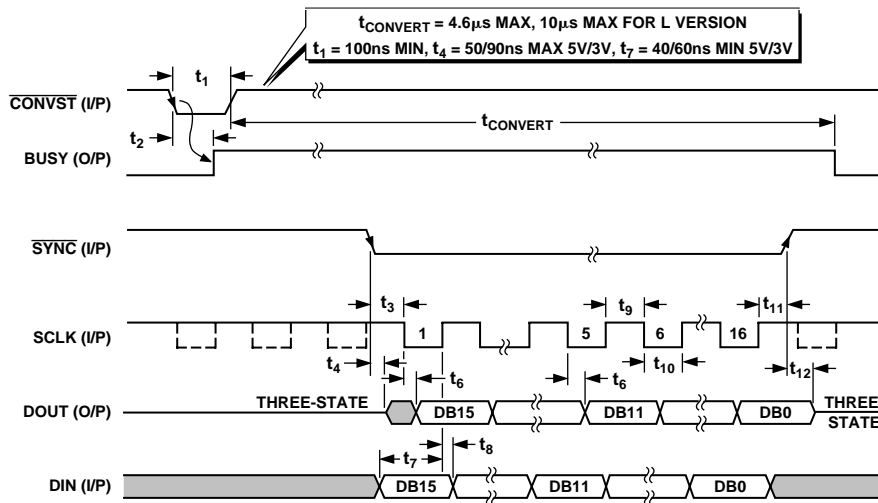 tCONVERT = 4.6μs MAX, 10μs MAX FOR L VERSION
t1 = 100ns MIN, t4 = 50/90ns MAX 5V/3V, t7 = 40/60ns MIN 5V/3V
t1
CONVST (I/P)
tCONVERT
t2
BUSY (O/P)
SYNC (I/P)
t3
t9
t11
SCLK (I/P)
1
5
6
16
t4
t6
t6
t10
t12
DOUT (O/P)
THREE-STATE
DB15
DB11
DB0
THREE
STATE
t7
t8
DIN (I/P)
DB15
DB11
DB0